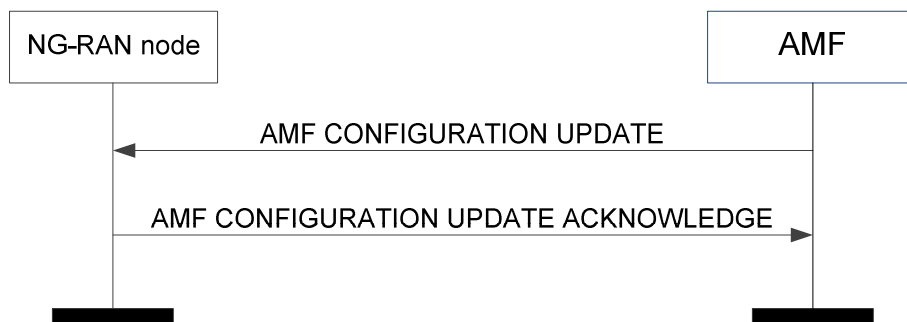 NG-RAN node
AMF
AMF CONFIGURATION UPDATE
AMF CONFIGURATION UPDATE ACKNOWLEDGE